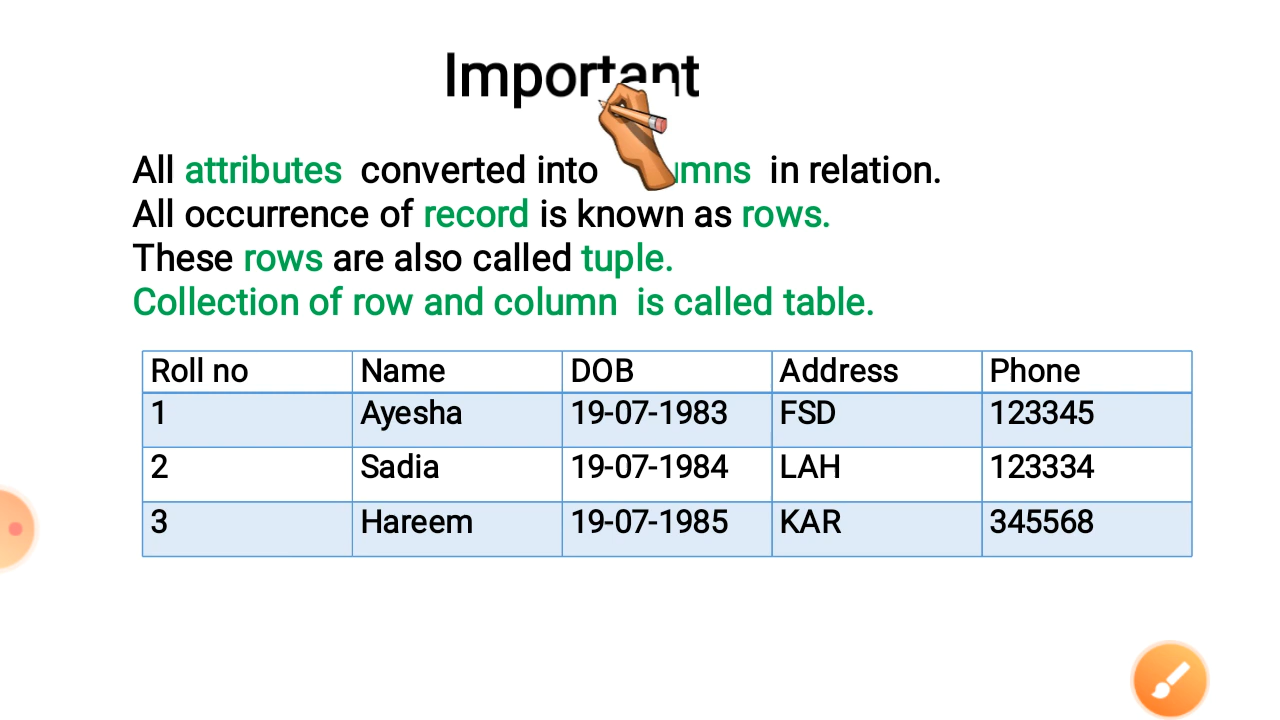 Important
All attributes converted into in relation.
All occurrence of record is known as rows.
These rows are also called tuple.
Collection of row and column is called table.
Roll no Name DOB Address Phone
1 Ayesha 19-07-1983 FSD 123345
2 Sadia 19-07-1984 LAH 123334
3 Hareem 19-07-1985 KAR 345568